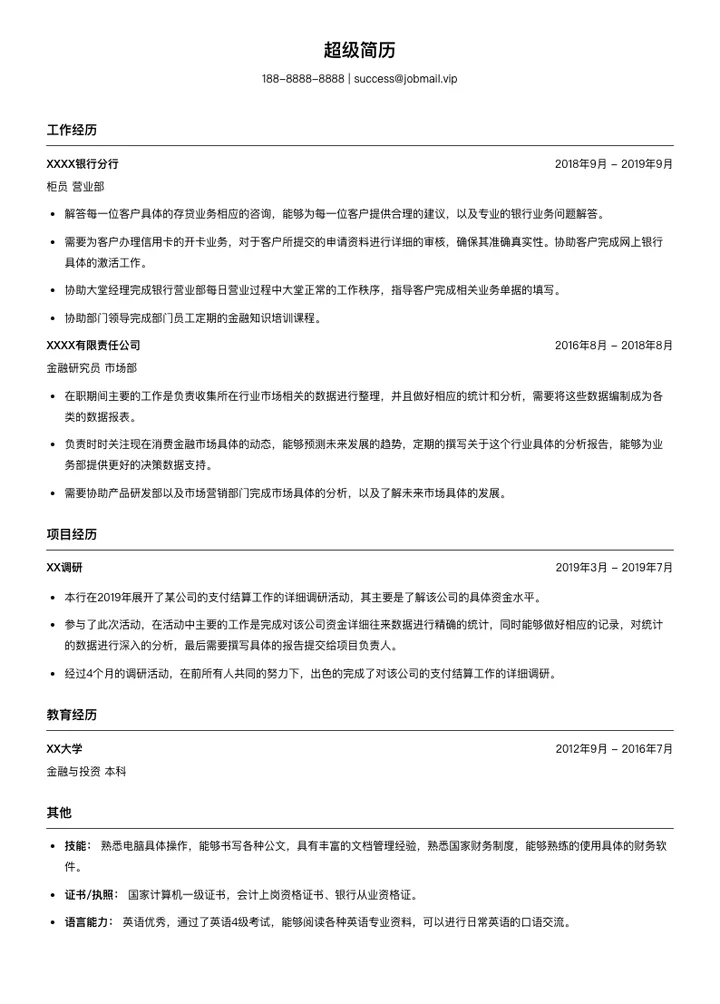 超级简历
188-8888-8888 | success@jobmail.vip
工作经历
XXXX银行分行 2018年9月 – 2019年9月
柜员 营业部
• 解答每一位客户具体的存贷业务相应的咨询，能够为每一位客户提供合理的建议，以及专业的银行业务问题解答。
• 需要为客户办理信用卡的开卡业务，对于客户所提交的申请资料进行详细的审核，确保其准确真实性。协助客户完成网上银行
具体的激活工作。
• 协助大堂经理完成银行营业部每日营业过程中大堂正常的工作秩序，指导客户完成相关业务单据的填写。
• 协助部门领导完成部门员工定期的金融知识培训课程。
XXXX有限责任公司 2016年8月 – 2018年8月
金融研究员 市场部
• 在职期间主要的工作是负责收集所在行业市场相关的数据进行整理，并且做好相应的统计和分析，需要将这些数据编制成为各
类的数据报表。
• 负责时时关注现在消费金融市场具体的动态，能够预测未来发展的趋势，定期的撰写关于这个行业具体的分析报告，能够为业
务部提供更好的决策数据支持。
• 需要协助产品研发部以及市场营销部门完成市场具体的分析，以及了解未来市场具体的发展。
项目经历
XX调研 2019年3月 – 2019年7月
• 本行在2019年展开了某公司的支付结算工作的详细调研活动，其主要是了解该公司的具体资金水平。
• 参与了此次活动，在活动中主要的工作是完成对该公司资金详细往来数据进行精确的统计，同时能够做好相应的记录，对统计
的数据进行深入的分析，最后需要撰写具体的报告提交给项目负责人。
• 经过4个月的调研活动，在前所有人共同的努力下，出色的完成了对该公司的支付结算工作的详细调研。
教育经历
XX大学 2012年9月 – 2016年7月
金融与投资 本科
其他
• 技能： 熟悉电脑具体操作，能够书写各种公文，具有丰富的文档管理经验，熟悉国家财务制度，能够熟练的使用具体的财务软
件。
• 证书/执照： 国家计算机一级证书，会计上岗资格证书、银行从业资格证。
• 语言能力： 英语优秀，通过了英语4级考试，能够阅读各种英语专业资料，可以进行日常英语的口语交流。